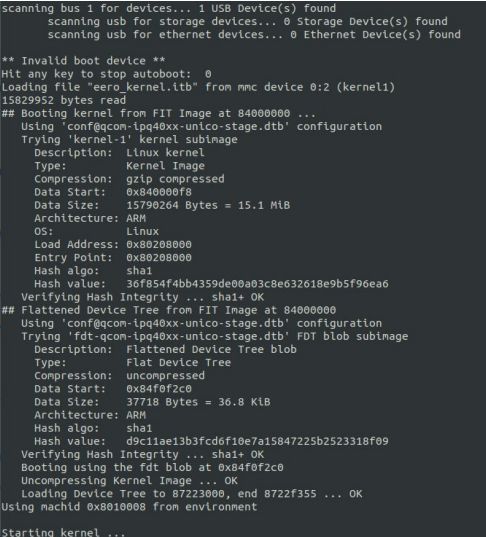 scanning bus 1 for devices... 1 USB Device(s) found
scanning usb for storage devices... 0 Storage Device(s) found
scanning usb for ethernet devices... 0 Ethernet Device(s) found
** Invalid boot device **
Hit any key to stop autoboot:  0
Loading file "eero_kernel.itb" from mmc device 0:2 (kernel1)
15829952 bytes read
## Booting kernel from FIT Image at 84000000 ...
Using 'conf@qcom-ipq40xx-unico-stage.dtb' configuration
Trying 'kernel-1' kernel subimage
Description:  Linux kernel
Type:         Kernel Image
Compression:  gzip compressed
Data Start:   0x840000f8
Data Size:    15790264 Bytes = 15.1 MiB
Architecture: ARM
OS:           Linux
Load Address: 0x80208000
Entry Point:  0x80208000
Hash algo:    sha1
Hash value:   36f854f4bb4359de00a03c8e632618e9b5f96ea6
Verifying Hash Integrity ... sha1+ OK
## Flattened Device Tree from FIT Image at 84000000
Using 'conf@qcom-ipq40xx-unico-stage.dtb' configuration
Trying 'fdt-qcom-ipq40xx-unico-stage.dtb' FDT blob subimage
Description:  Flattened Device Tree blob
Type:         Flat Device Tree
Compression:  uncompressed
Data Start:   0x84f0f2c0
Data Size:    37718 Bytes = 36.8 KiB
Architecture: ARM
Hash algo:    sha1
Hash value:   d9c11ae13b3fcd6f10e7a15847225b2523318f09
Verifying Hash Integrity ... sha1+ OK
Booting using the fdt blob at 0x84f0f2c0
Uncompressing Kernel Image ... OK
Loading Device Tree to 87223000, end 8722f355 ... OK
Using machid 0x8010008 from environment
Starting kernel ...